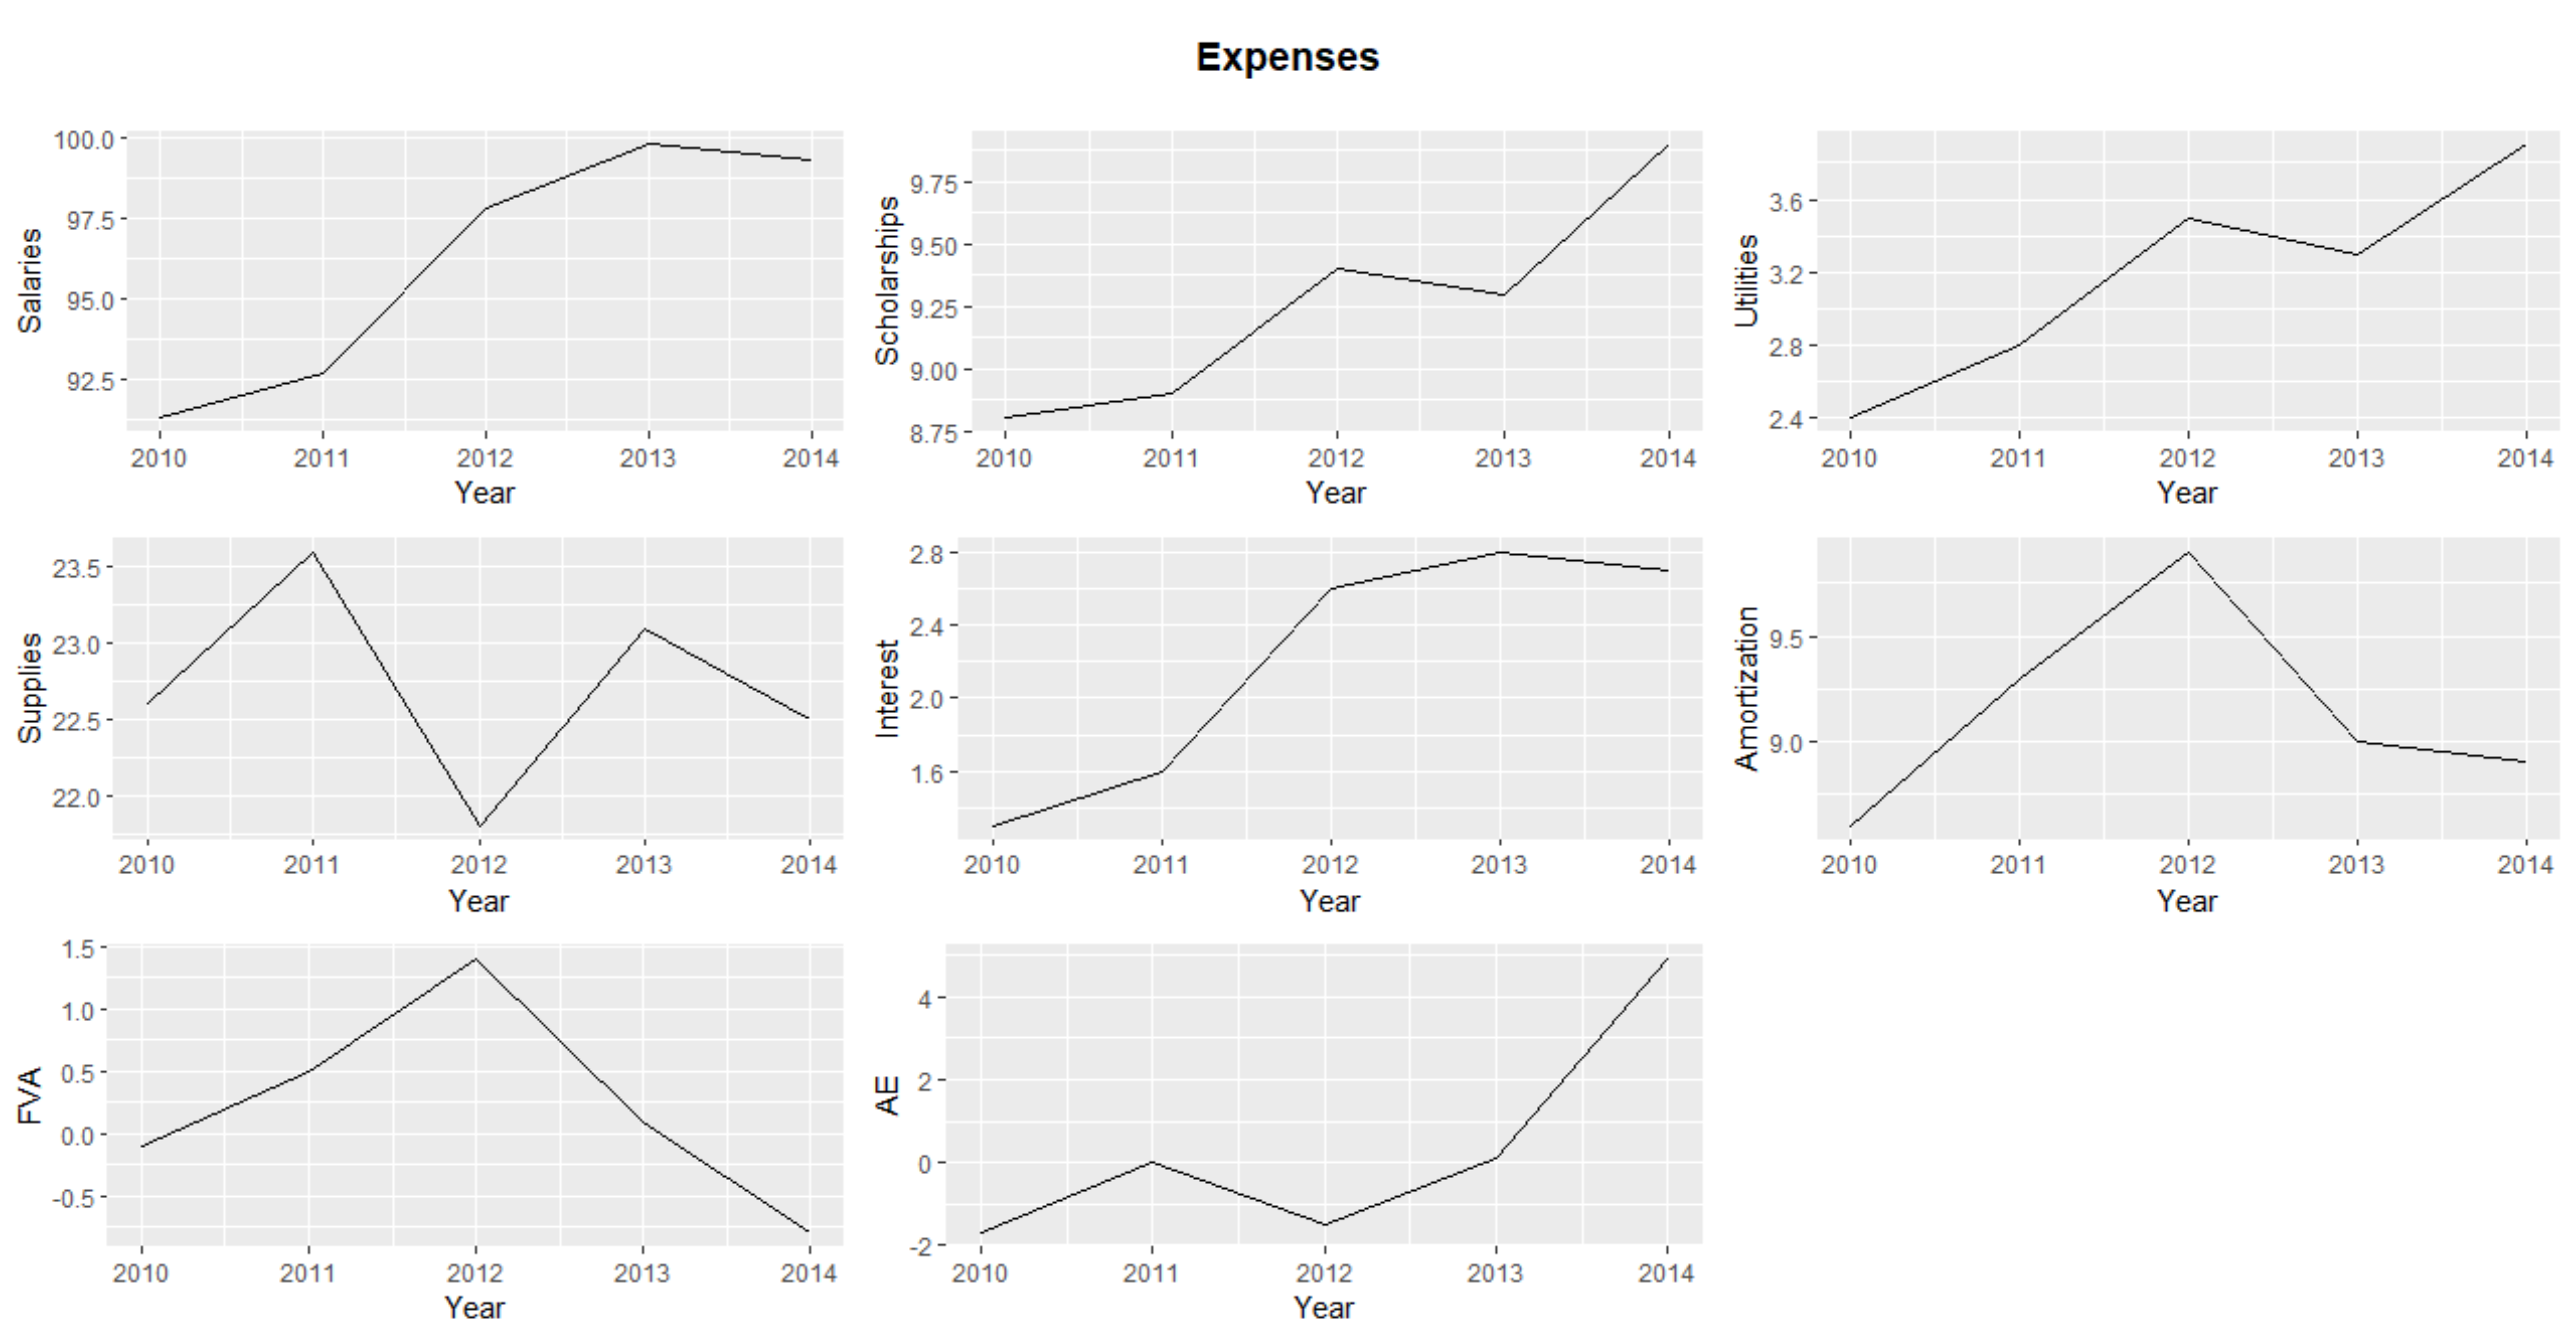 Expenses
Salaries
100.0
97.5
95.0
92.5
2010 2011 2012 2013 2014
Year
Scholarships
9.75
9.50
9.25
9.00
8.75
2010 2011 2012 2013 2014
Year
Utilities
3.6
3.2
2.8
2.4
2010 2011 2012 2013 2014
Year
Supplies
23.5
23.0
22.5
22.0
2010 2011 2012 2013 2014
Year
Interest
2.8
2.4
2.0
1.6
2010 2011 2012 2013 2014
Year
Amortization
9.5
9.0
2010 2011 2012 2013 2014
Year
FVA
1.5
1.0
0.5
0.0
-0.5
2010 2011 2012 2013 2014
Year
AE
4
2
0
-2
2010 2011 2012 2013 2014
Year